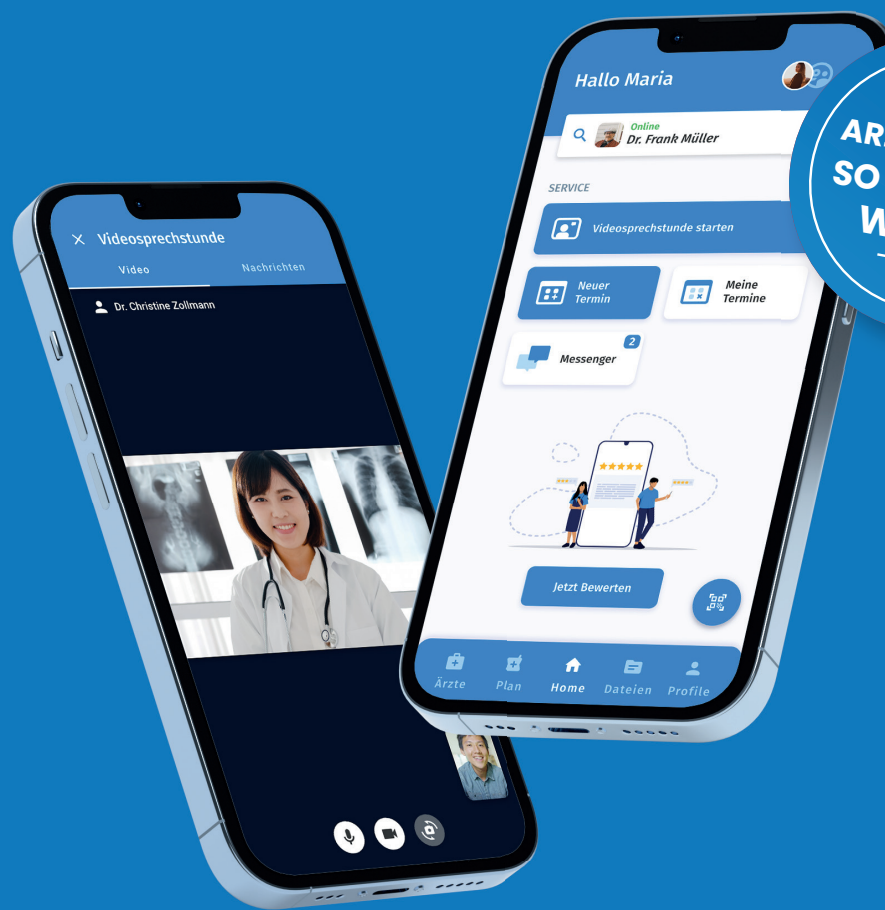 Videosprechstunde
Video
Nachrichten
Dr. Christine Zollmann
Hallo Maria
Online
Dr. Frank Müller
SERVICE
Videosprechstunde starten
Neuer
Termin
Meine
Termine
Messenger
2
Jetzt Bewerten
Ärzte
Plan
Home
Dateien
Profile
SO